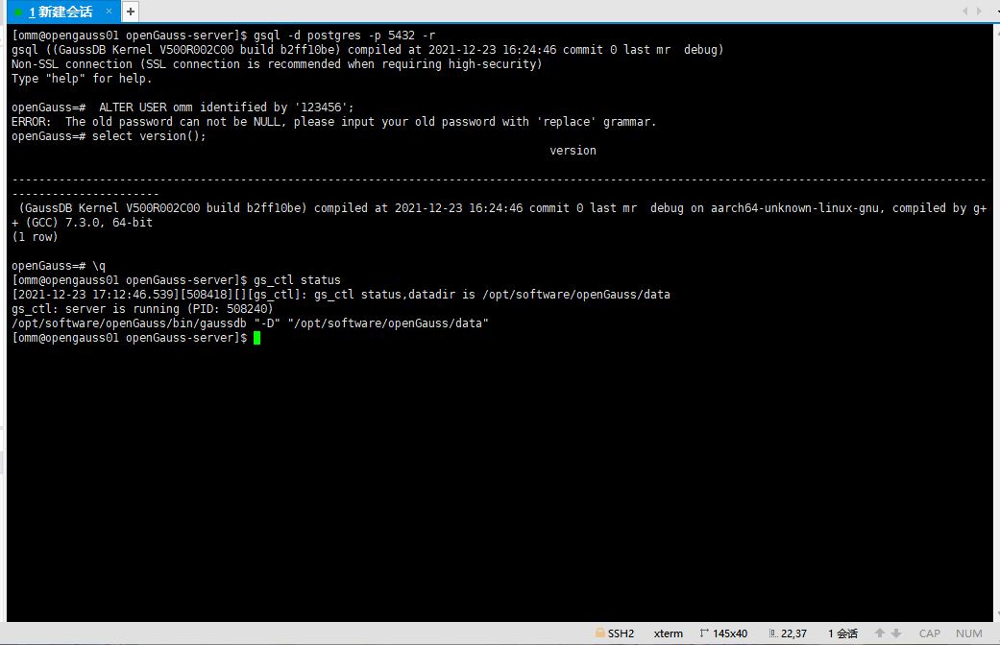 1 新建会话 × +
[omm@opengauss01 openGauss-server]$ gsql -d postgres -p 5432 -r
gsql ((GaussDB Kernel V500R002C00 build b2ff10be) compiled at 2021-12-23 16:24:46 commit 0 last mr  debug)
Non-SSL connection (SSL connection is recommended when requiring high-security)
Type "help" for help.
openGauss=#  ALTER USER omm identified by '123456';
ERROR:  The old password can not be NULL, please input your old password with 'replace' grammar.
openGauss=# select version();
version
-------------------------------------------------------------------------------------------------------------------------------------------------
----------------------
(GaussDB Kernel V500R002C00 build b2ff10be) compiled at 2021-12-23 16:24:46 commit 0 last mr  debug on aarch64-unknown-linux-gnu, compiled by g+
+ (GCC) 7.3.0, 64-bit
(1 row)
openGauss=# \q
[omm@opengauss01 openGauss-server]$ gs_ctl status
[2021-12-23 17:12:46.539][508418][][gs_ctl]: gs_ctl status,datadir is /opt/software/openGauss/data
gs_ctl: server is running (PID: 508240)
/opt/software/openGauss/bin/gaussdb "-D" "/opt/software/openGauss/data"
[omm@opengauss01 openGauss-server]$
SSH2 xterm 145x40 22,37 1 会话 CAP NUM